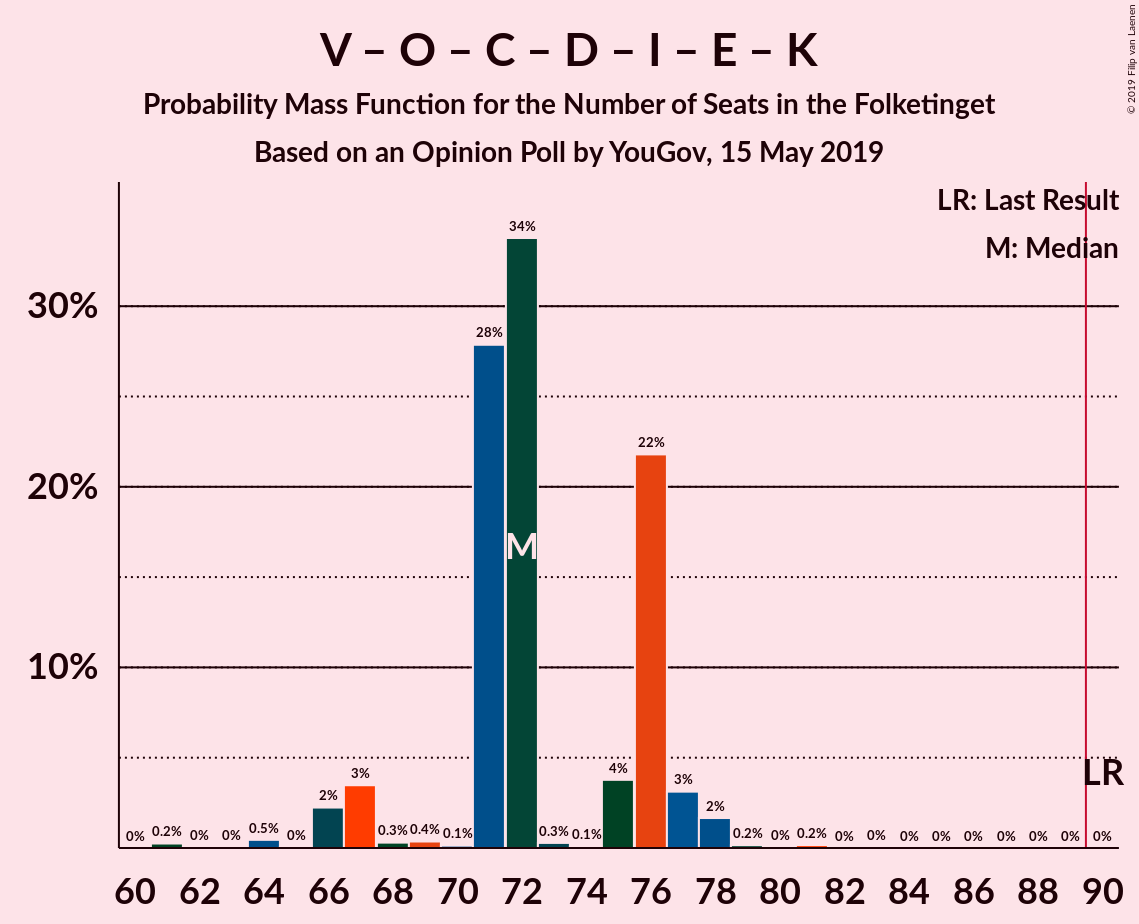 V – O – C – D – I – E – K
Probability Mass Function for the Number of Seats in the Folketinget
Based on an Opinion Poll by YouGov, 15 May 2019
© 2019 Filip van Laenen
LR: Last Result
M: Median
30%
20%
10%
0% 0.2% 0% 0% 0.5% 0% 2% 3% 0.3% 0.4% 0.1% 28% 34% 0.3% 0.1% 4% 22% 3% 2% 0.2% 0% 0.2% 0% 0% 0% 0% 0% 0% 0% 0% 0%
M
LR
60 62 64 66 68 70 72 74 76 78 80 82 84 86 88 90